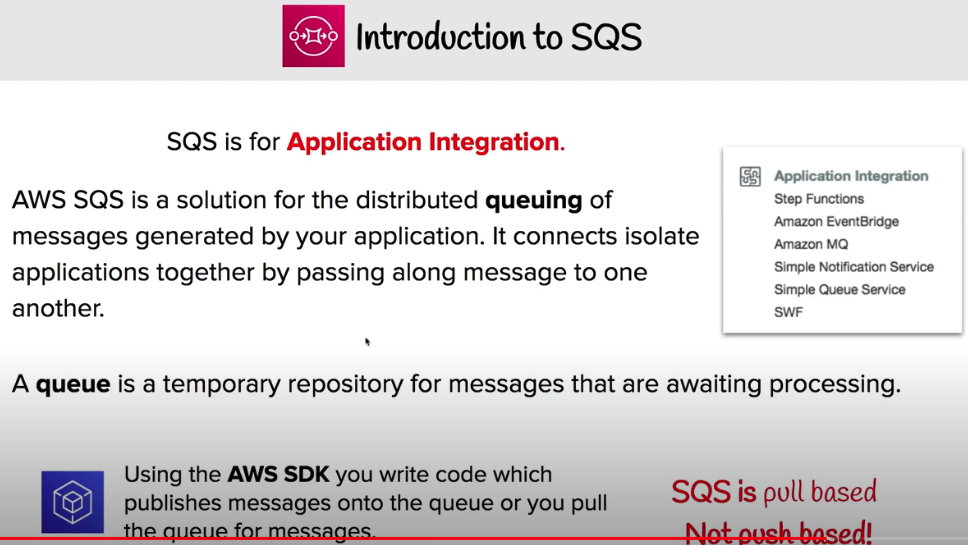 Introduction to SQS
SQS is for Application Integration.
AWS SQS is a solution for the distributed queuing of
messages generated by your application. It connects isolate
applications together by passing along message to one
another.
Application Integration
Step Functions
Amazon EventBridge
Amazon MQ
Simple Notification Service
Simple Queue Service
SWF
A queue is a temporary repository for messages that are awaiting processing.
Using the AWS SDK you write code which
publishes messages onto the queue or you pull
the queue for messages.
SQS is pull based
Not push based!